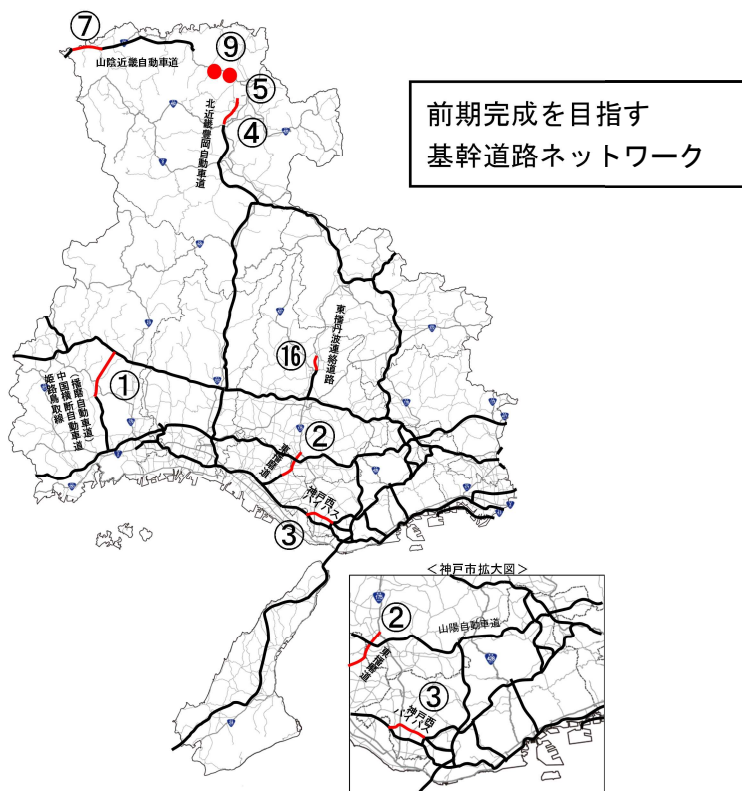 前期完成を目指す
基幹道路ネットワーク
⑦
山陰近畿自動車道
⑨
⑤
④
北近畿豊岡自動車道
⑯
東播丹波連絡道路
①
(播磨自動車道)
中国横断自動車道
姫路鳥取線
②
東播磨道
神戸西
バイパス
③
<神戸市拡大図>
②
山陽自動車道
東播磨道
③
神戸西
バイパス